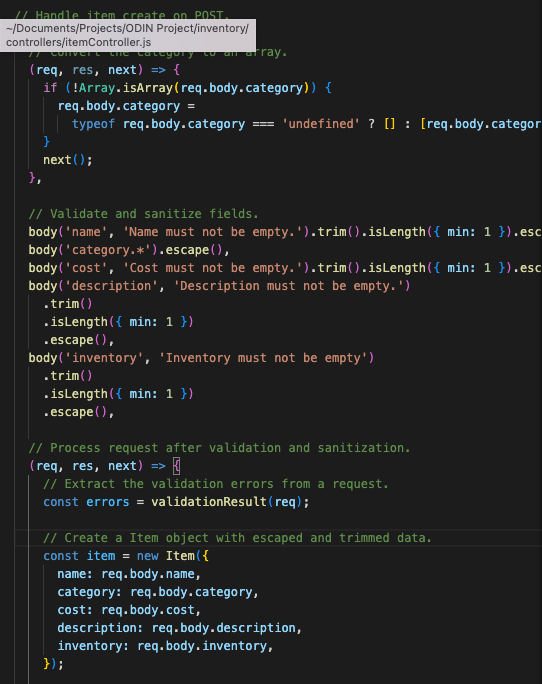 // Handle item create on POST.
~/Documents/Projects/ODIN Project/inventory/
controllers/itemController.js
// Convert the category to an array.
(req, res, next) => {
if (!Array.isArray(req.body.category)) {
req.body.category =
typeof req.body.category === 'undefined' ? [] : [req.body.categor
}
next();
},
// Validate and sanitize fields.
body('name', 'Name must not be empty.').trim().isLength({ min: 1 }).esc
body('category.*').escape(),
body('cost', 'Cost must not be empty.').trim().isLength({ min: 1 }).esc
body('description', 'Description must not be empty.')
.trim()
.isLength({ min: 1 })
.escape(),
body('inventory', 'Inventory must not be empty')
.trim()
.isLength({ min: 1 })
.escape(),
// Process request after validation and sanitization.
(req, res, next) => {
// Extract the validation errors from a request.
const errors = validationResult(req);
// Create a Item object with escaped and trimmed data.
const item = new Item({
name: req.body.name,
category: req.body.category,
cost: req.body.cost,
description: req.body.description,
inventory: req.body.inventory,
});